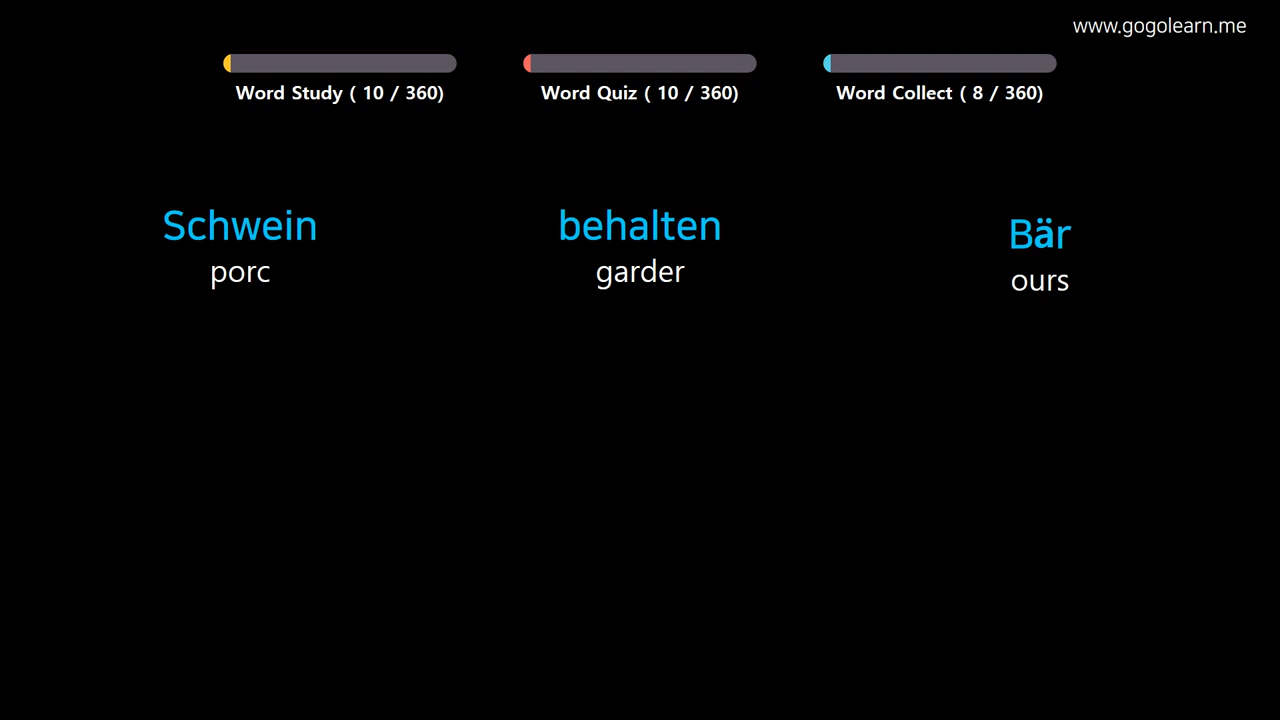 www.gogolearn.me
Word Study ( 10 / 360)
Word Quiz ( 10 / 360)
Word Collect ( 8 / 360)
Schwein
porc
behalten
garder
Bär
ours